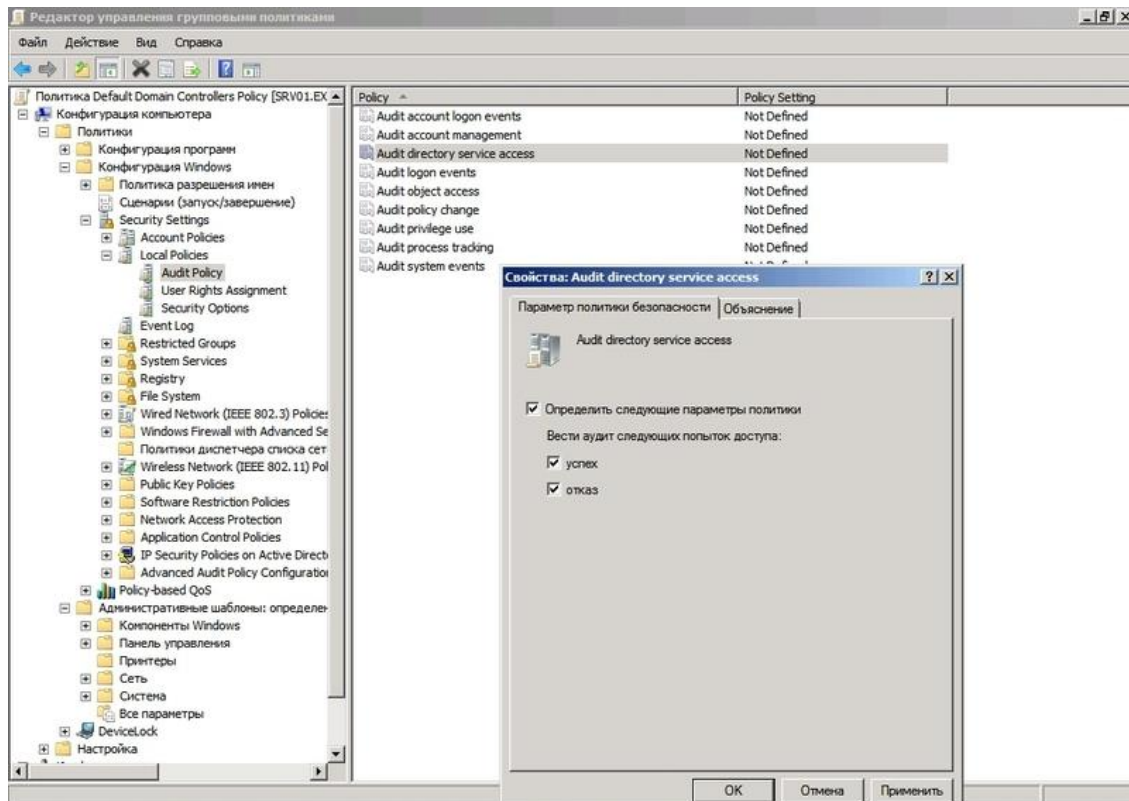 Редактор управления групповыми политиками
Файл Действие Вид Справка
Политика Default Domain Controllers Policy [SRV01.EX
Конфигурация компьютера
Политики
Конфигурация программ
Конфигурация Windows
Политика разрешения имен
Сценарии (запуск/завершение)
Security Settings
Account Policies
Local Policies
Audit Policy
User Rights Assignment
Security Options
Event Log
Restricted Groups
System Services
Registry
File System
Wired Network (IEEE 802.3) Policies
Windows Firewall with Advanced Se
Политики диспетчера списка сет
Wireless Network (IEEE 802.11) Pol
Public Key Policies
Software Restriction Policies
Network Access Protection
Application Control Policies
IP Security Policies on Active Direct
Advanced Audit Policy Configuration
Policy-based QoS
Административные шаблоны: определен
Компоненты Windows
Панель управления
Принтеры
Сеть
Система
Все параметры
DeviceLock
Настройка
Policy Policy Setting
Audit account logon events Not Defined
Audit account management Not Defined
Audit directory service access Not Defined
Audit logon events Not Defined
Audit object access Not Defined
Audit policy change Not Defined
Audit privilege use Not Defined
Audit process tracking Not Defined
Audit system events
Свойства: Audit directory service access
Параметр политики безопасности Объяснение
Audit directory service access
Определить следующие параметры политики
Вести аудит следующих попыток доступа:
успех
отказ
OK Отмена Применить